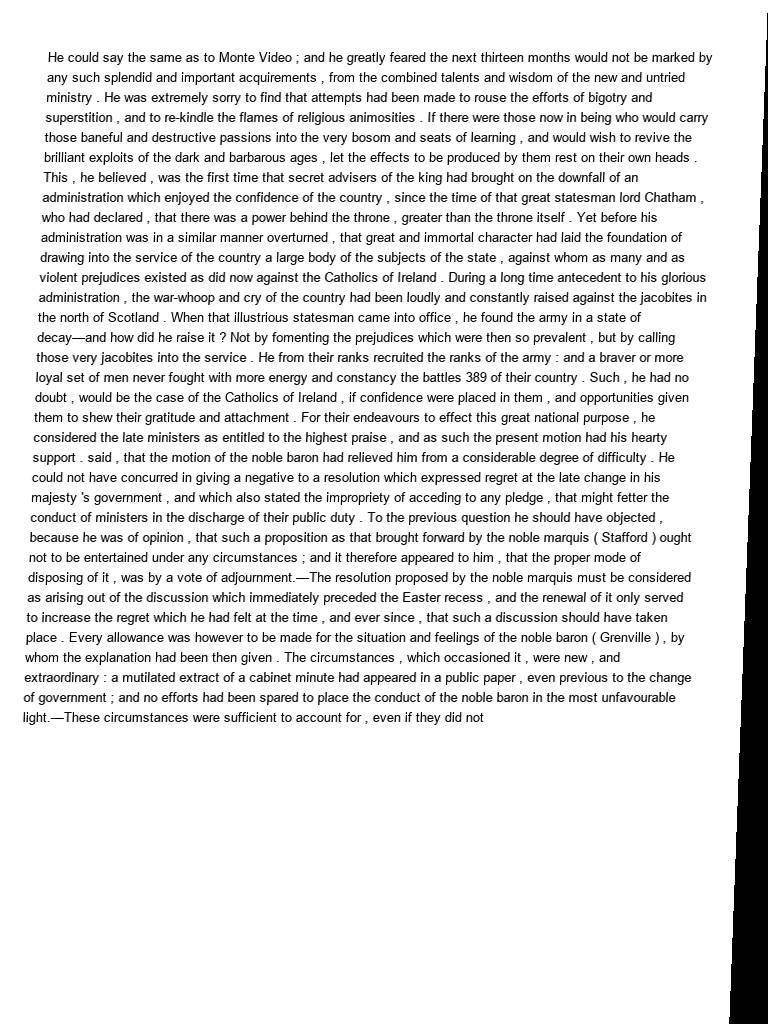 He could say the same as to Monte Video ; and he greatly feared the next thirteen months would not be marked by
any such splendid and important acquirements , from the combined talents and wisdom of the new and untried
ministry . He was extremely sorry to find that attempts had been made to rouse the efforts of bigotry and
superstition , and to re-kindle the flames of religious animosities . If there were those now in being who would carry
those baneful and destructive passions into the very bosom and seats of learning , and would wish to revive the
brilliant exploits of the dark and barbarous ages , let the effects to be produced by them rest on their own heads .
This , he believed , was the first time that secret advisers of the king had brought on the downfall of an
administration which enjoyed the confidence of the country , since the time of that great statesman lord Chatham ,
who had declared , that there was a power behind the throne , greater than the throne itself . Yet before his
administration was in a similar manner overturned , that great and immortal character had laid the foundation of
drawing into the service of the country a large body of the subjects of the state , against whom as many and as
violent prejudices existed as did now against the Catholics of Ireland . During a long time antecedent to his glorious
administration , the war-whoop and cry of the country had been loudly and constantly raised against the jacobites in
the north of Scotland . When that illustrious statesman came into office , he found the army in a state of
decay—and how did he raise it ? Not by fomenting the prejudices which were then so prevalent , but by calling
those very jacobites into the service . He from their ranks recruited the ranks of the army : and a braver or more
loyal set of men never fought with more energy and constancy the battles 389 of their country . Such , he had no
doubt , would be the case of the Catholics of Ireland , if confidence were placed in them , and opportunities given
them to shew their gratitude and attachment . For their endeavours to effect this great national purpose , he
considered the late ministers as entitled to the highest praise , and as such the present motion had his hearty
support . said , that the motion of the noble baron had relieved him from a considerable degree of difficulty . He
could not have concurred in giving a negative to a resolution which expressed regret at the late change in his
majesty 's government , and which also stated the impropriety of acceding to any pledge , that might fetter the
conduct of ministers in the discharge of their public duty . To the previous question he should have objected ,
because he was of opinion , that such a proposition as that brought forward by the noble marquis ( Stafford ) ought
not to be entertained under any circumstances ; and it therefore appeared to him , that the proper mode of
disposing of it , was by a vote of adjournment.—The resolution proposed by the noble marquis must be considered
as arising out of the discussion which immediately preceded the Easter recess , and the renewal of it only served
to increase the regret which he had felt at the time , and ever since , that such a discussion should have taken
place . Every allowance was however to be made for the situation and feelings of the noble baron ( Grenville ) , by
whom the explanation had been then given . The circumstances , which occasioned it , were new , and
extraordinary : a mutilated extract of a cabinet minute had appeared in a public paper , even previous to the change
of government ; and no efforts had been spared to place the conduct of the noble baron in the most unfavourable
light.—These circumstances were sufficient to account for , even if they did not